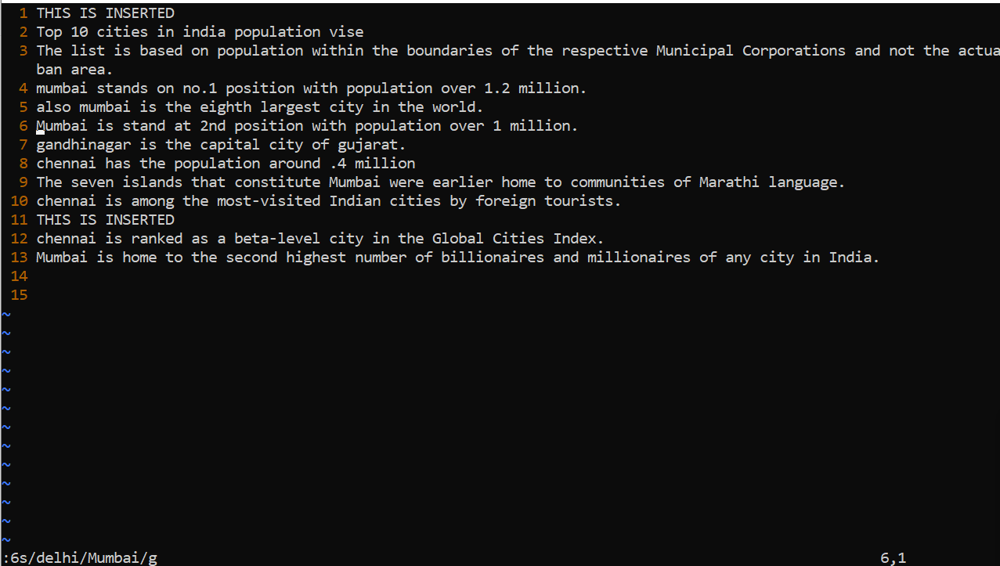 1 THIS IS INSERTED
2 Top 10 cities in india population vise
3 The list is based on population within the boundaries of the respective Municipal Corporations and not the actua
ban area.
4 mumbai stands on no.1 position with population over 1.2 million.
5 also mumbai is the eighth largest city in the world.
6 Mumbai is stand at 2nd position with population over 1 million.
7 gandhinagar is the capital city of gujarat.
8 chennai has the population around .4 million
9 The seven islands that constitute Mumbai were earlier home to communities of Marathi language.
10 chennai is among the most-visited Indian cities by foreign tourists.
11 THIS IS INSERTED
12 chennai is ranked as a beta-level city in the Global Cities Index.
13 Mumbai is home to the second highest number of billionaires and millionaires of any city in India.
14
15
~
~
~
~
~
~
~
~
~
~
~
~
~
:6s/delhi/Mumbai/g 6,1